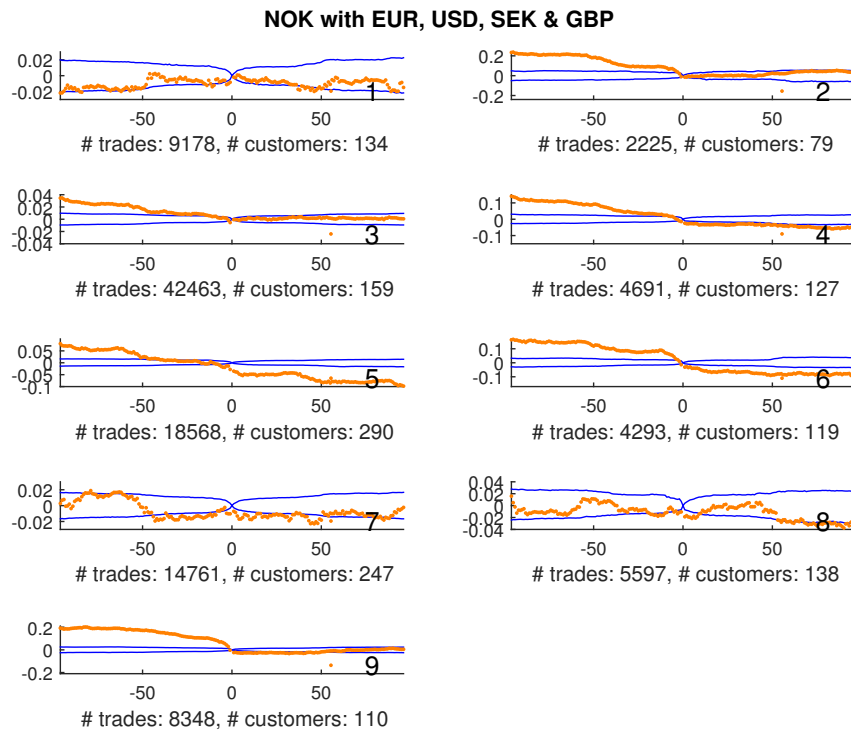 NOK with EUR, USD, SEK & GBP
0.02
0
-0.02
1
-50 0 50
# trades: 9178, # customers: 134
0.2
0
-0.2
2
-50 0 50
# trades: 2225, # customers: 79
0.04
0.02
0
-0.02
-0.04
3
-50 0 50
# trades: 42463, # customers: 159
0.1
0
-0.1
4
-50 0 50
# trades: 4691, # customers: 127
0.05
0
-0.05
-0.1
5
-50 0 50
# trades: 18568, # customers: 290
0.1
0
-0.1
6
-50 0 50
# trades: 4293, # customers: 119
0.02
0
-0.02
7
-50 0 50
# trades: 14761, # customers: 247
0.04
0.02
0
-0.02
-0.04
8
-50 0 50
# trades: 5597, # customers: 138
0.2
0
-0.2
9
-50 0 50
# trades: 8348, # customers: 110